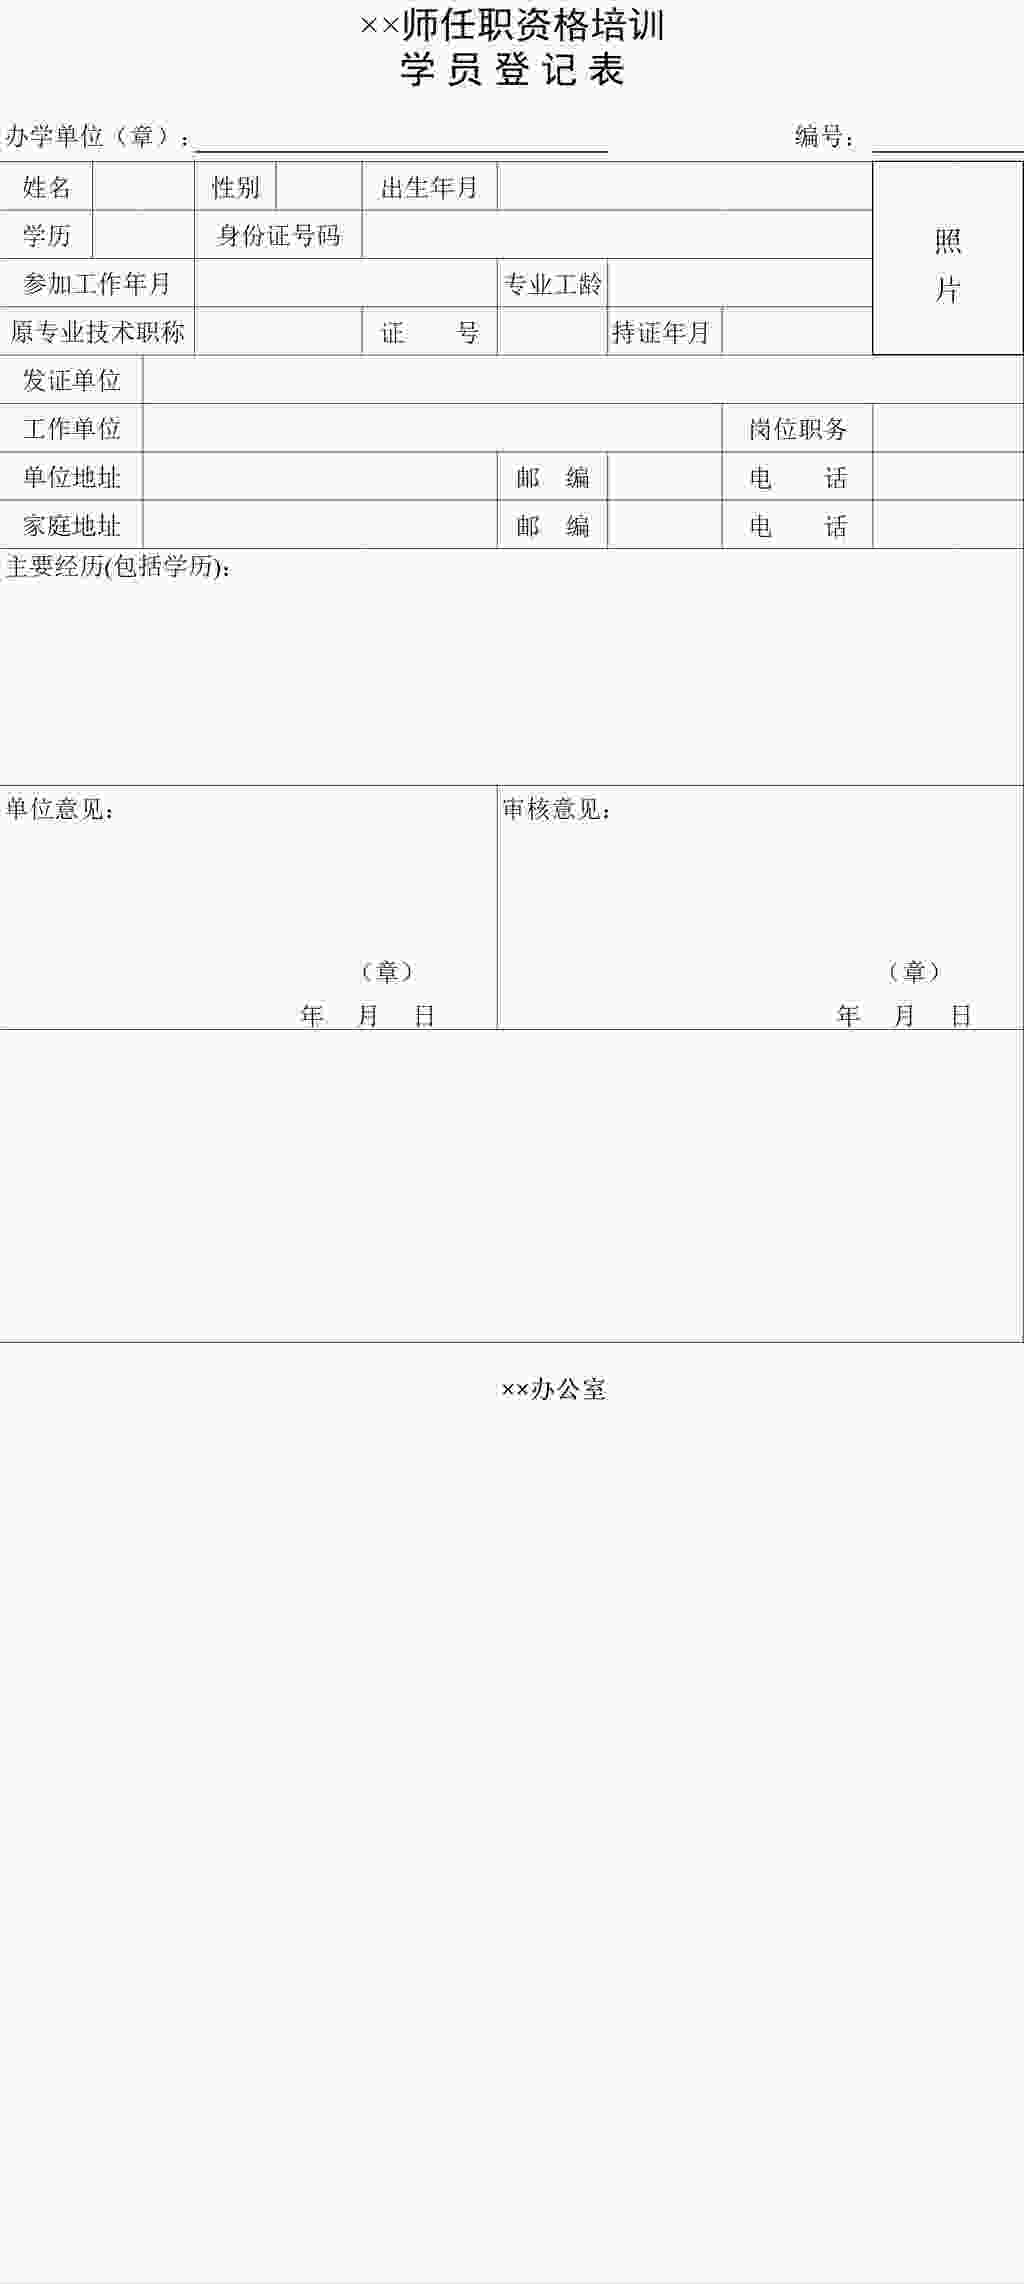 ××师任职资格培训
学员登记表
办学单位（章）： 编号：
姓名 性别 出生年月
学历 身份证号码
照
片
参加工作年月 专业工龄
原专业技术职称 证 号 持证年月
发证单位
工作单位 岗位职务
单位地址 邮 编 电 话
家庭地址 邮 编 电 话
主要经历(包括学历)：
单位意见： 审核意见：
（章） （章）
年 月 日 年 月 日
××办公室